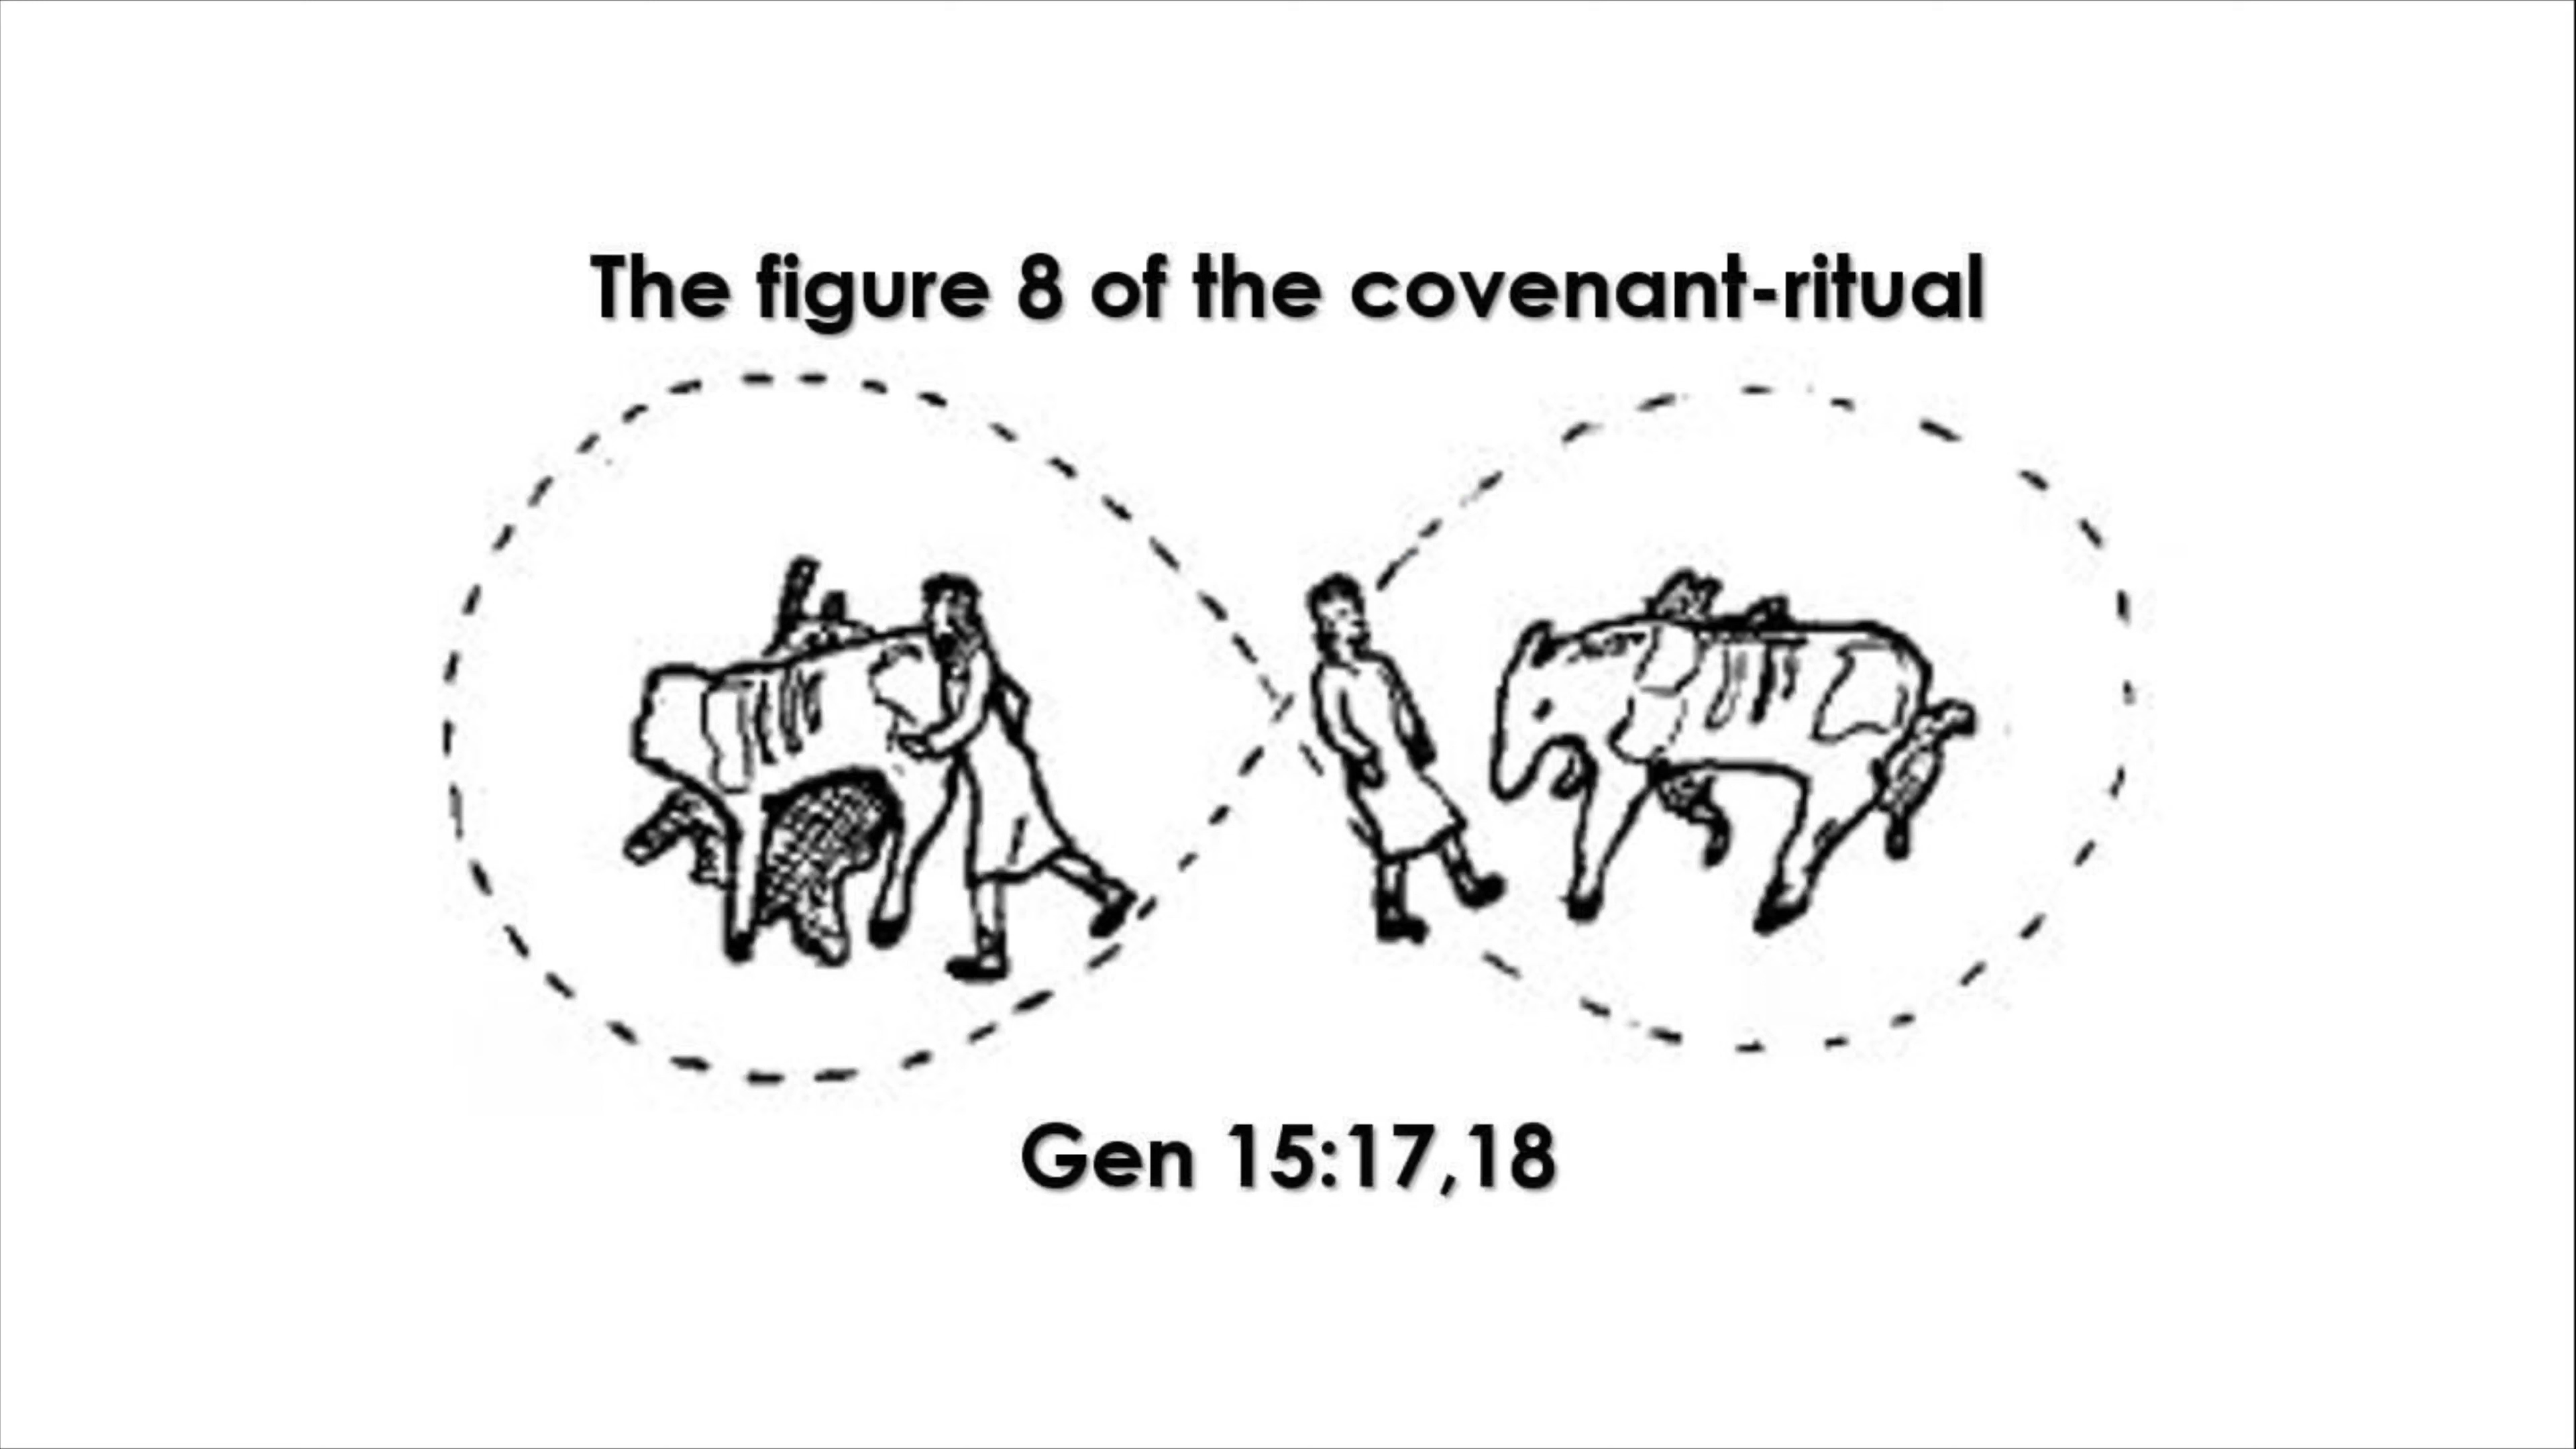 The figure 8 of the covenant-ritual
Gen 15:17,18